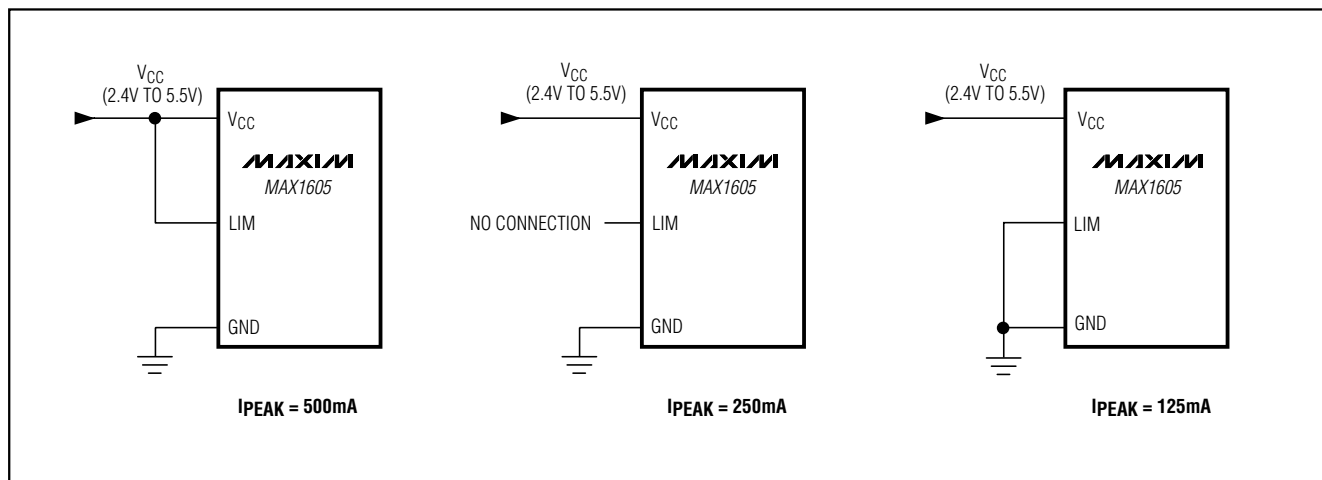 VCC
(2.4V TO 5.5V)
VCC
MAXIM
MAX1605
LIM
GND
IPEAK = 500mA
VCC
(2.4V TO 5.5V)
VCC
MAXIM
MAX1605
NO CONNECTION
LIM
GND
IPEAK = 250mA
VCC
(2.4V TO 5.5V)
VCC
MAXIM
MAX1605
LIM
GND
IPEAK = 125mA